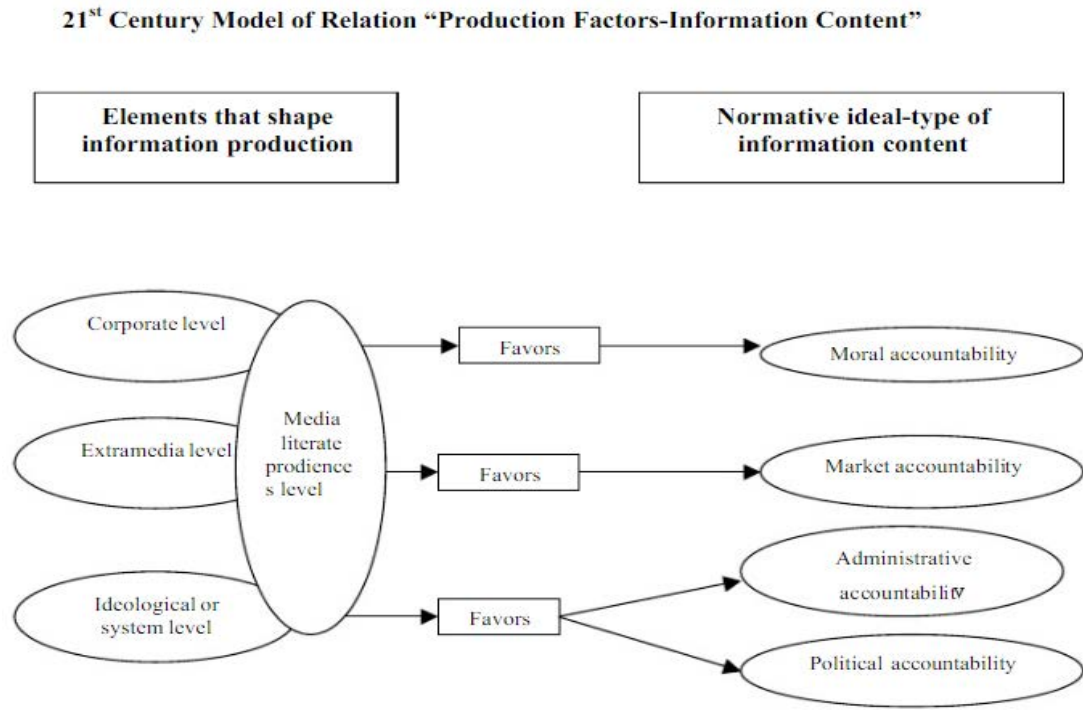 21st Century Model of Relation “Production Factors-Information Content”
Elements that shape
information production
Normative ideal-type of
information content
Corporate level
Favors
Moral accountability
Extramedia level
Media
literate
prodience
s level
Favors
Market accountability
Ideological or
system level
Favors
Administrative
accountability
Political accountability